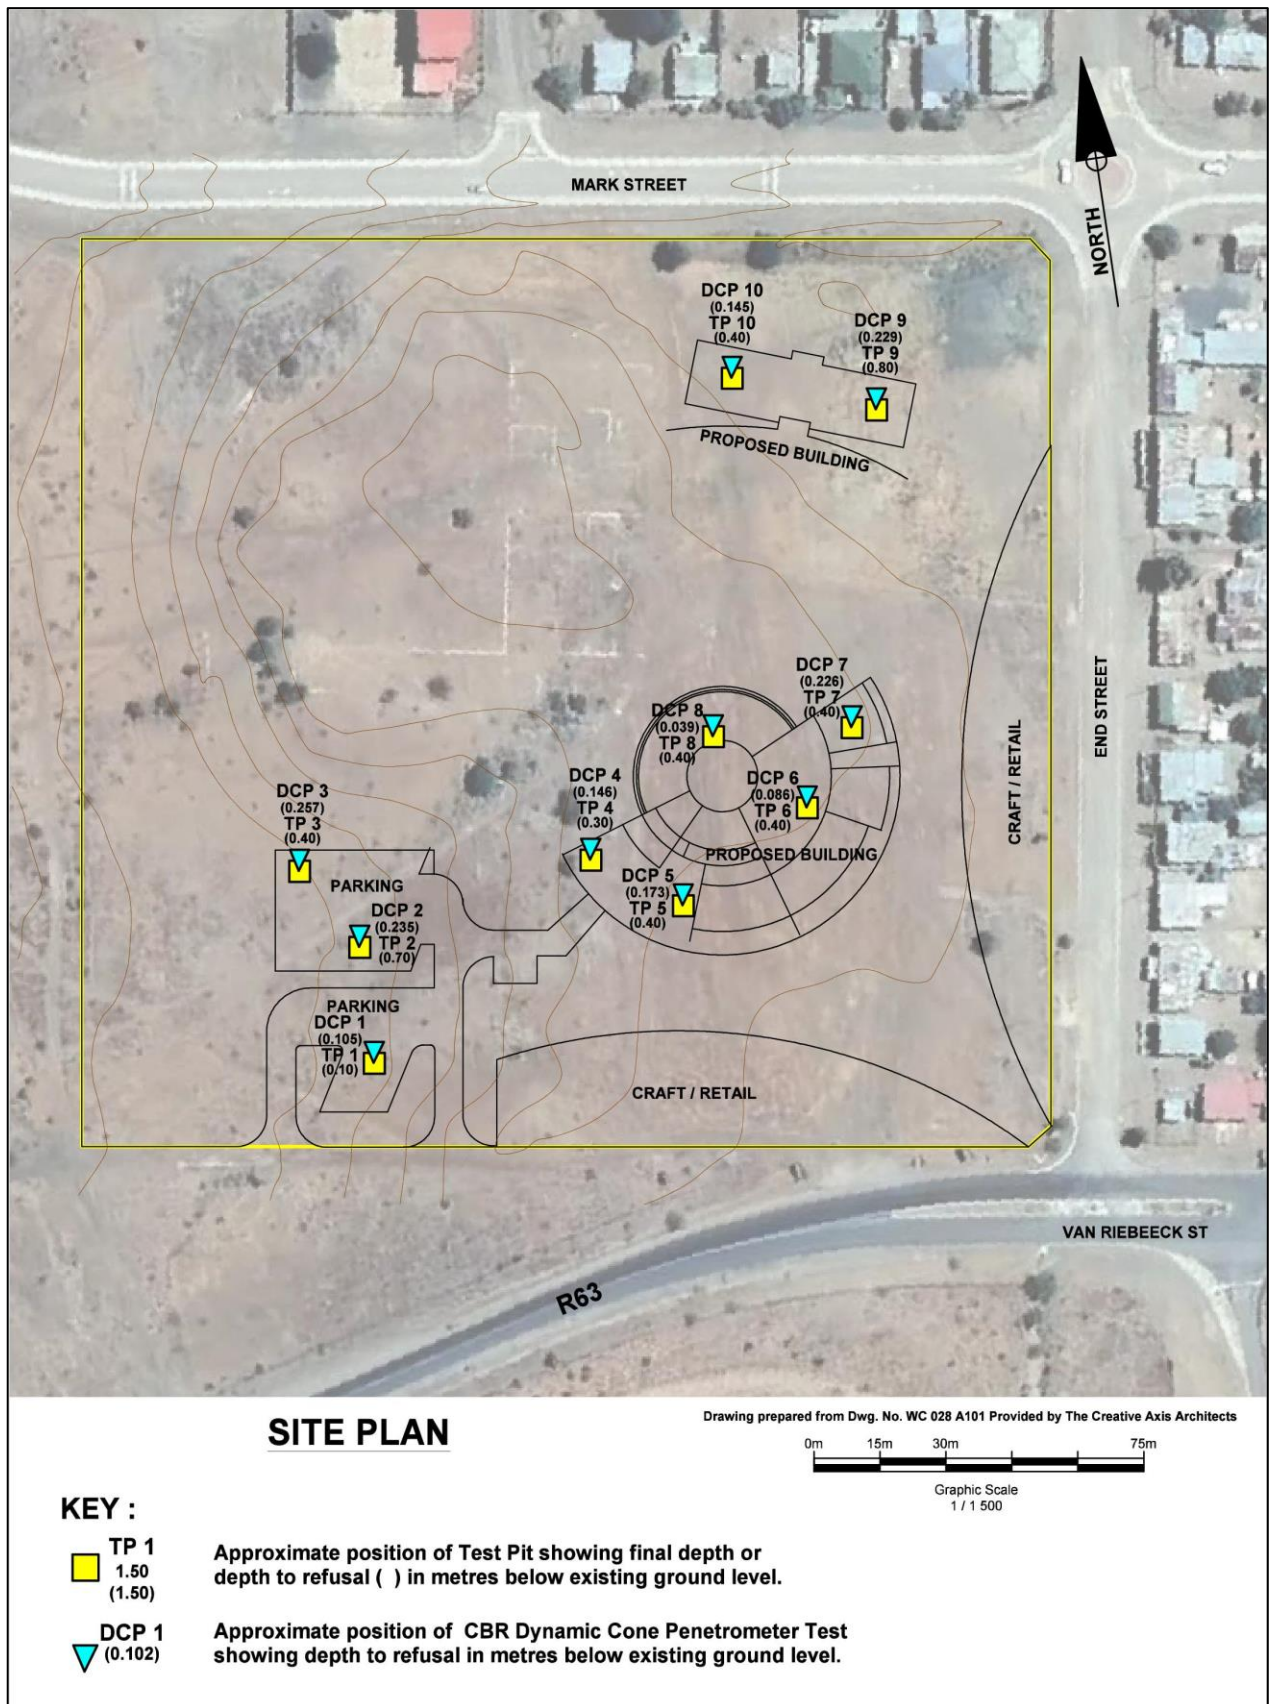 MARK STREET
NORTH
DCP 10
(0.145)
TP 10
(0.40)
DCP 9
(0.229)
TP 9
(0.80)
PROPOSED BUILDING
DCP 7
(0.226)
TP 7
(0.40)
DCP 8
(0.039)
TP 8
(0.40)
DCP 6
(0.086)
TP 6
(0.40)
DCP 4
(0.146)
TP 4
(0.30)
PROPOSED BUILDING
DCP 5
(0.173)
TP 5
(0.40)
DCP 3
(0.257)
TP 3
(0.40)
PARKING
DCP 2
(0.235)
TP 2
(0.70)
PARKING
DCP 1
(0.105)
TP 1
(0.10)
CRAFT / RETAIL
CRAFT / RETAIL
END STREET
VAN RIEBEECK ST
R63
SITE PLAN
Drawing prepared from Dwg. No. WC 028 A101 Provided by The Creative Axis Architects
0m 15m 30m 75m
Graphic Scale
1 / 1 500
KEY :
TP 1
1.50
(1.50)
Approximate position of Test Pit showing final depth or
depth to refusal ( ) in metres below existing ground level.
DCP 1
(0.102)
Approximate position of CBR Dynamic Cone Penetrometer Test
showing depth to refusal in metres below existing ground level.